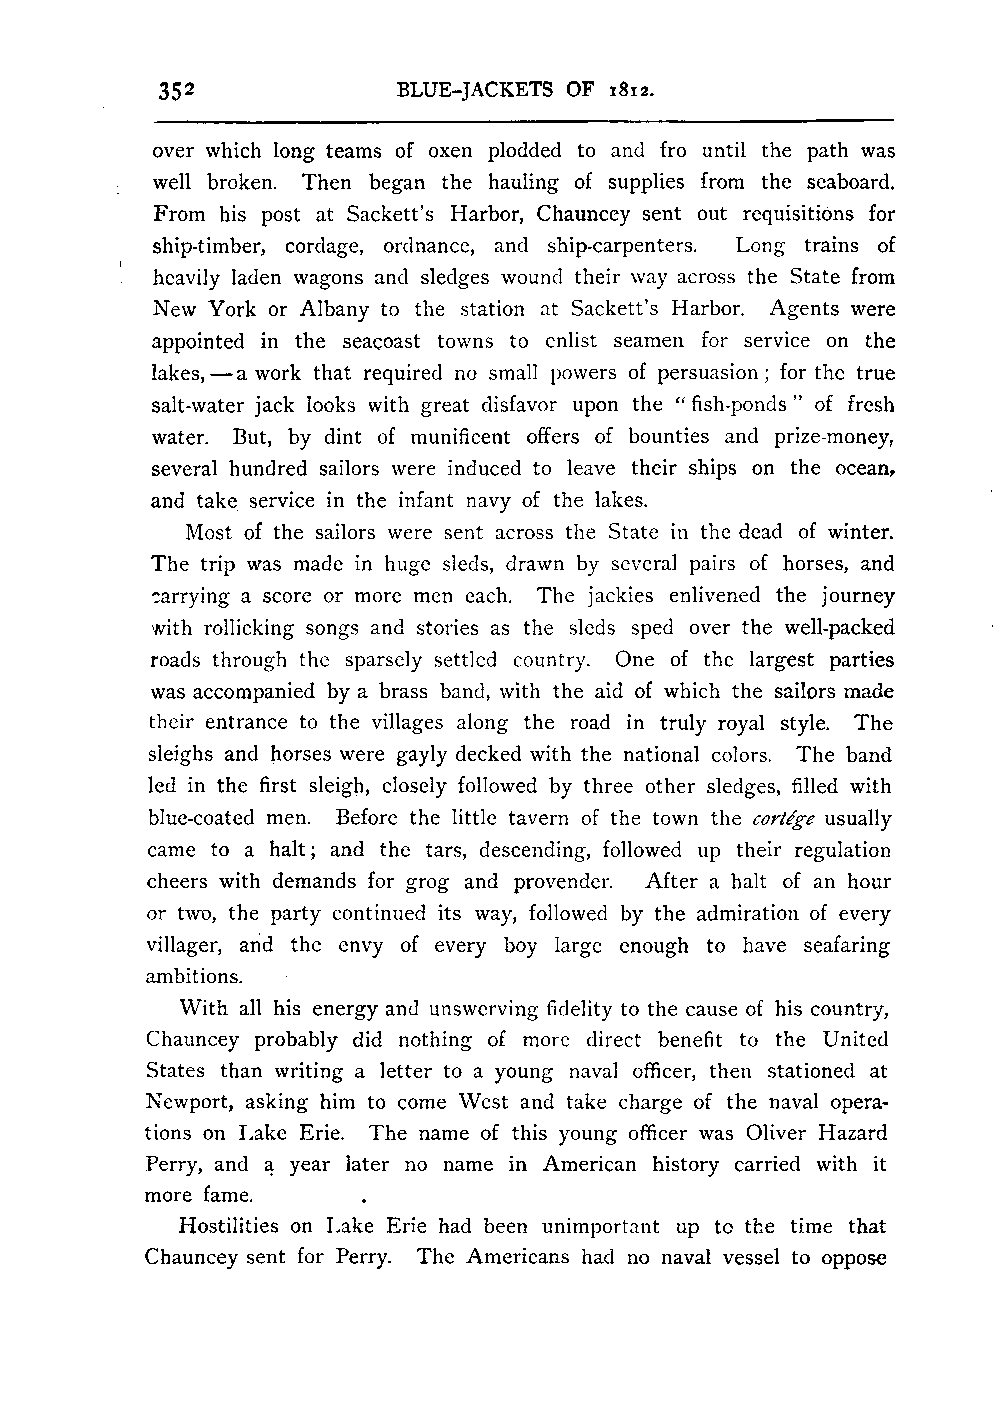 352 BLUE-JACKETS OF 1812.
over which long teams of oxen plodded to and fro until the path was
well broken. Then began the hauling of supplies from the seaboard.
From his post at Sackett's Harbor, Chauncey sent out requisitions for
ship-timber, cordage, ordnance, and ship-carpenters. Long trains of
heavily laden wagons and sledges wound their way across the State from
New York or Albany to the station at Sackett's Harbor. Agents were
appointed in the seacoast towns to enlist seamen for service on the
lakes,—a work that required no small powers of persuasion; for the true
salt-water jack looks with great disfavor upon the "fish-ponds" of fresh
water. But, by dint of munificent offers of bounties and prize-money,
several hundred sailors were induced to leave their ships on the ocean,
and take service in the infant navy of the lakes.
Most of the sailors were sent across the State in the dead of winter.
The trip was made in huge sleds, drawn by several pairs of horses, and
carrying a score or more men each. The jackies enlivened the journey
with rollicking songs and stories as the sleds sped over the well-packed
roads through the sparsely settled country. One of the largest parties
was accompanied by a brass band, with the aid of which the sailors made
their entrance to the villages along the road in truly royal style. The
sleighs and horses were gayly decked with the national colors. The band
led in the first sleigh, closely followed by three other sledges, filled with
blue-coated men. Before the little tavern of the town the cortége usually
came to a halt; and the tars, descending, followed up their regulation
cheers with demands for grog and provender. After a halt of an hour
or two, the party continued its way, followed by the admiration of every
villager, and the envy of every boy large enough to have seafaring
ambitions.
With all his energy and unswerving fidelity to the cause of his country,
Chauncey probably did nothing of more direct benefit to the United
States than writing a letter to a young naval officer, then stationed at
Newport, asking him to come West and take charge of the naval opera-
tions on Lake Erie. The name of this young officer was Oliver Hazard
Perry, and a year later no name in American history carried with it
more fame.
Hostilities on Lake Erie had been unimportant up to the time that
Chauncey sent for Perry. The Americans had no naval vessel to oppose